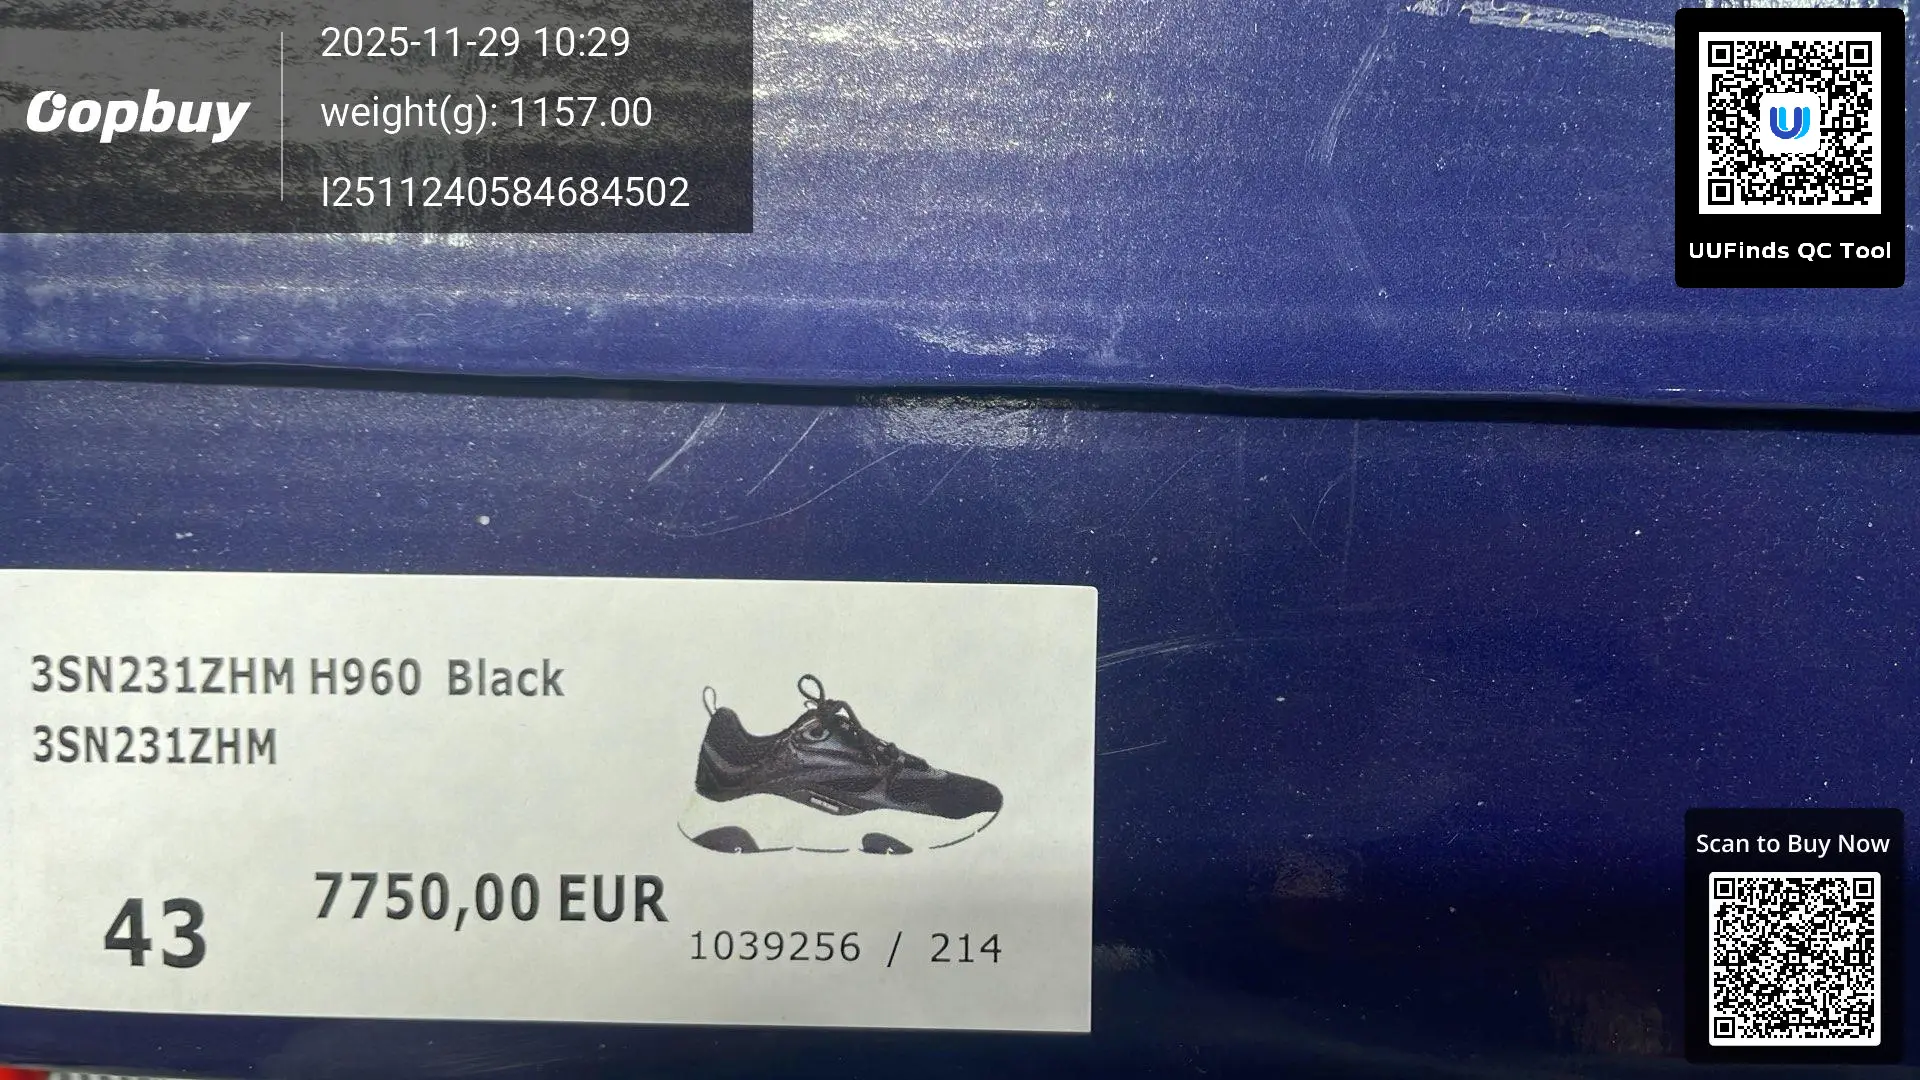 2025-11-29 10:29
Oopbuy
weight(g): 1157.00
I2511240584684502
UUFinds QC Tool
3SN231ZHM H960 Black
3SN231ZHM
7750,00 EUR
43
1039256 / 214
Scan to Buy Now